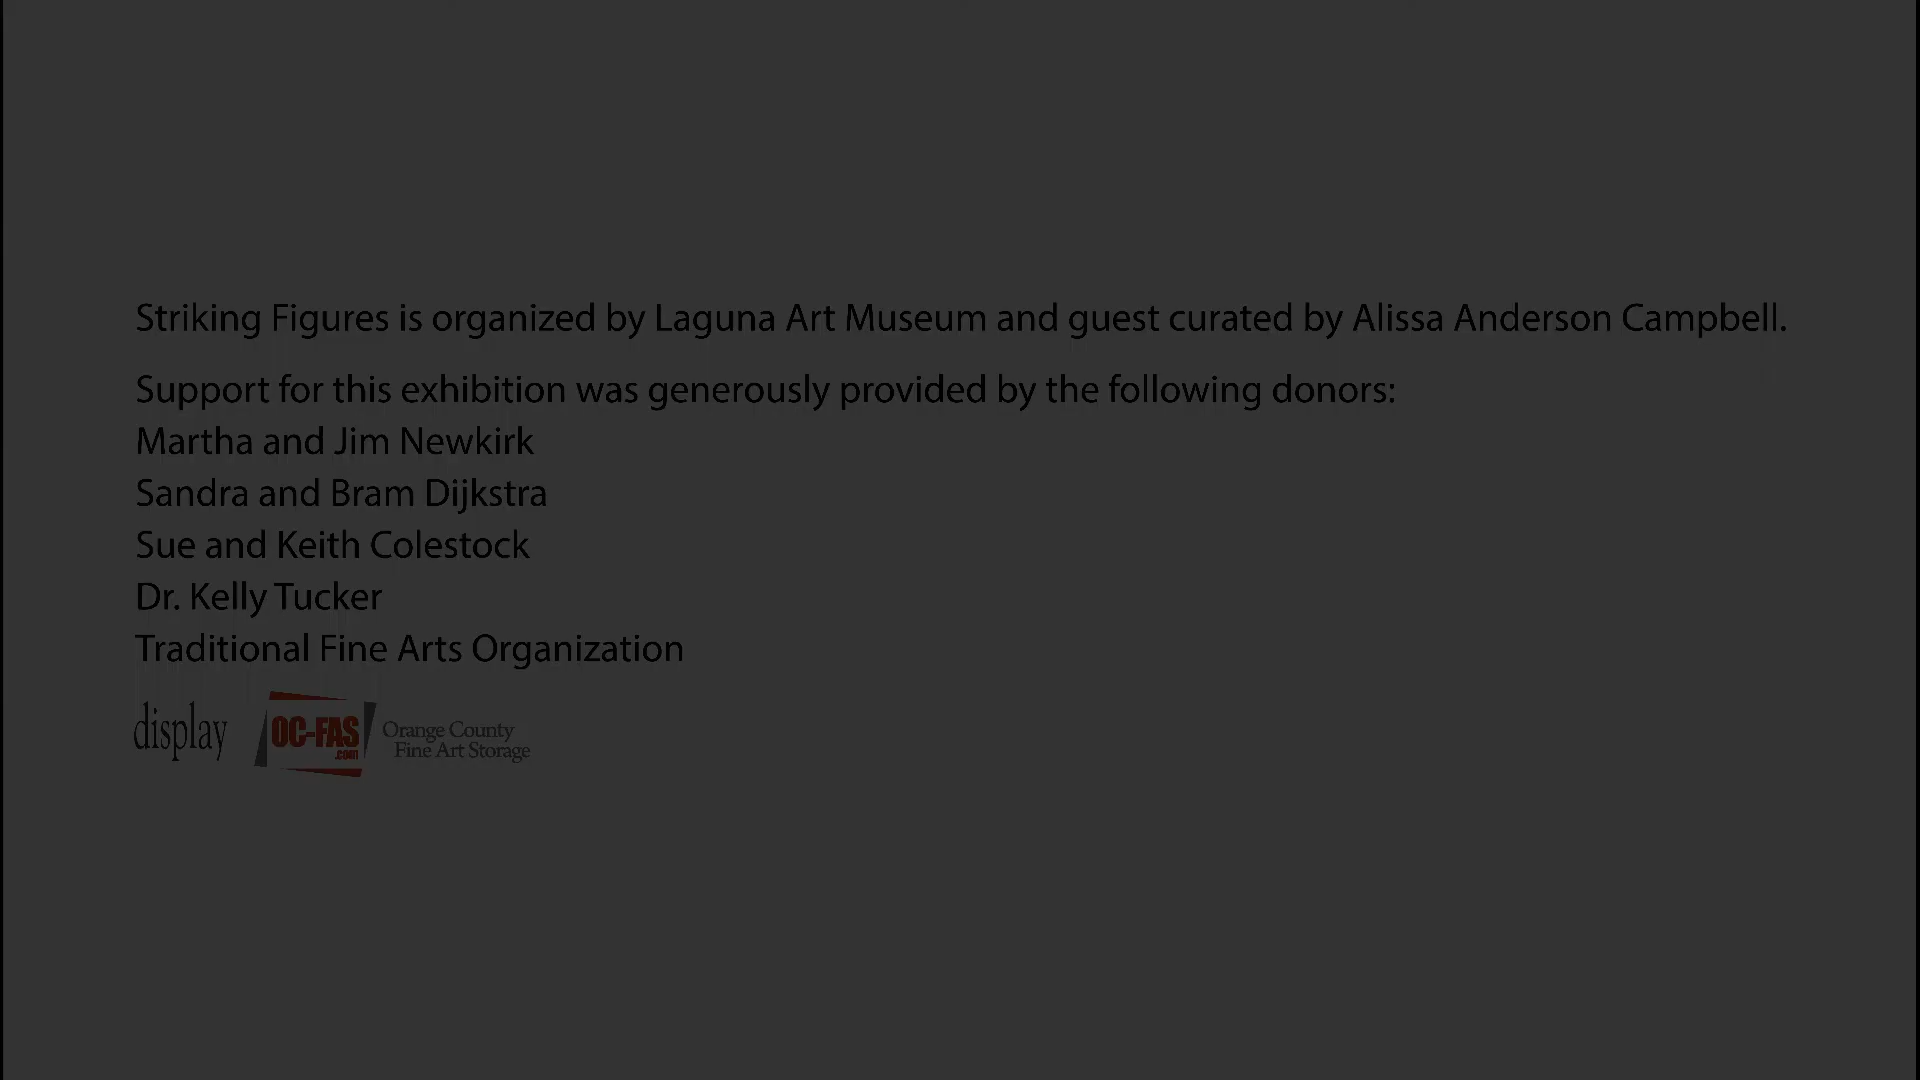 Striking Figures is organized by Laguna Art Museum and guest curated by Alissa Anderson Campbell.
Support for this exhibition was generously provided by the following donors:
Martha and Jim Newkirk
Sandra and Bram Dijkstra
Sue and Keith Colestock
Dr. Kelly Tucker
Traditional Fine Arts Organization
display
OC-FAS
.com
Orange County
Fine Art Storage